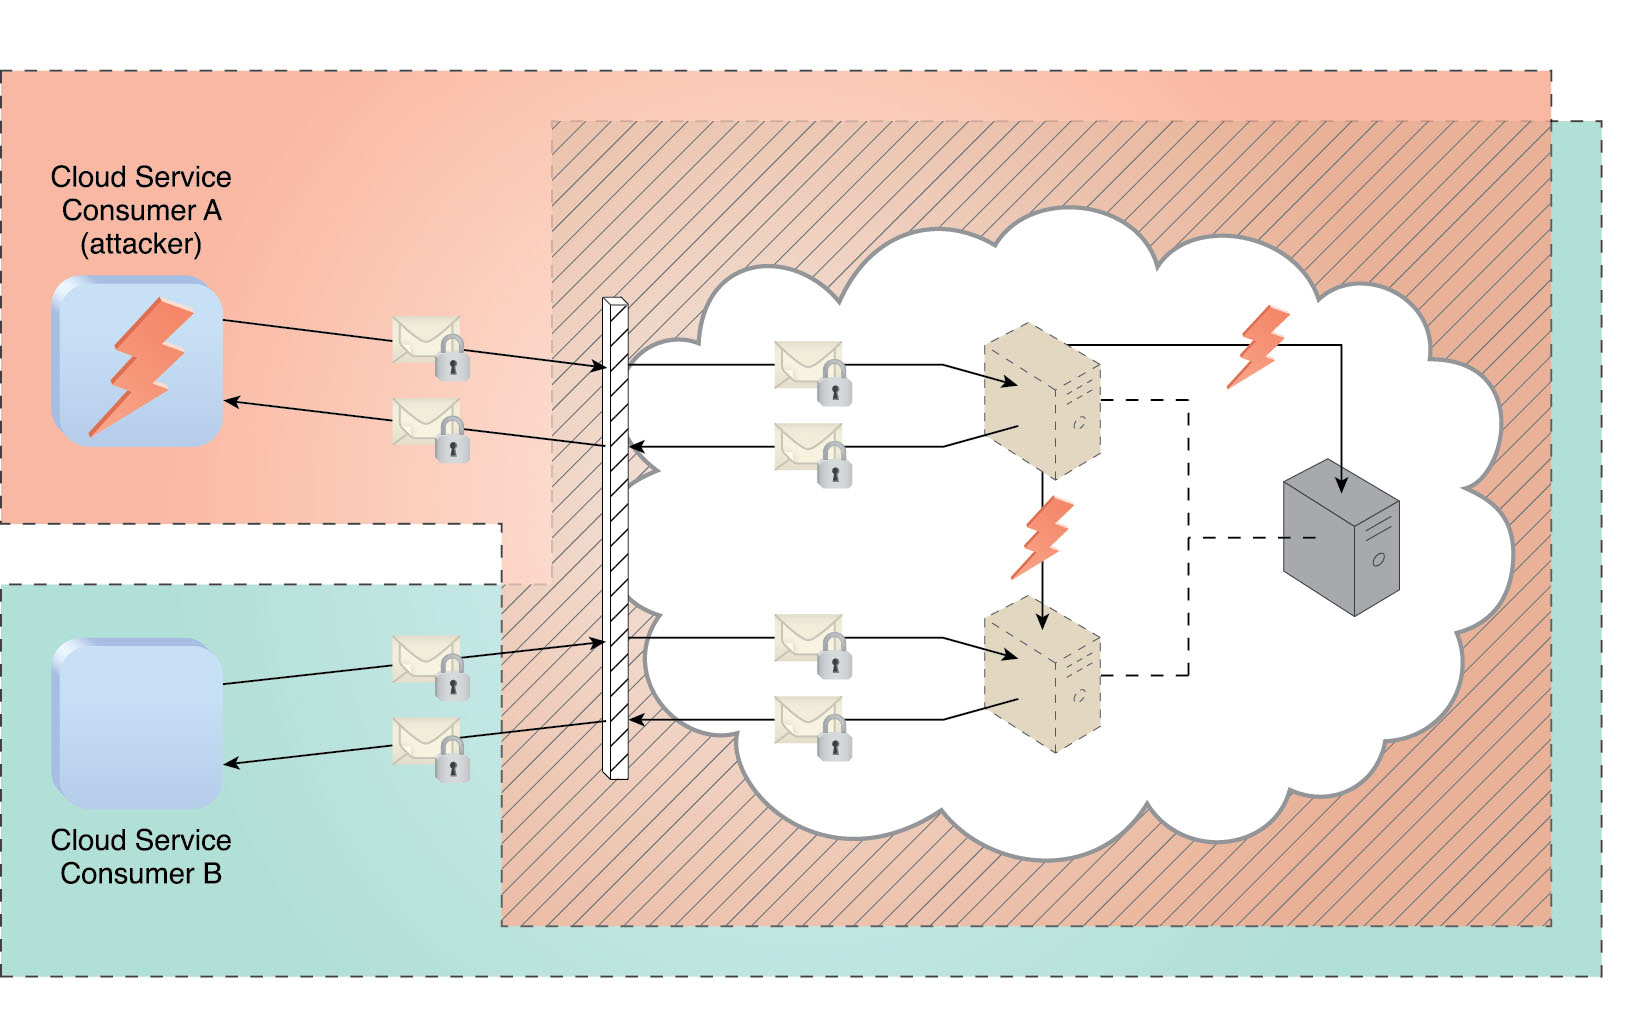 Cloud Service
Consumer A
(attacker)
Cloud Service
Consumer B